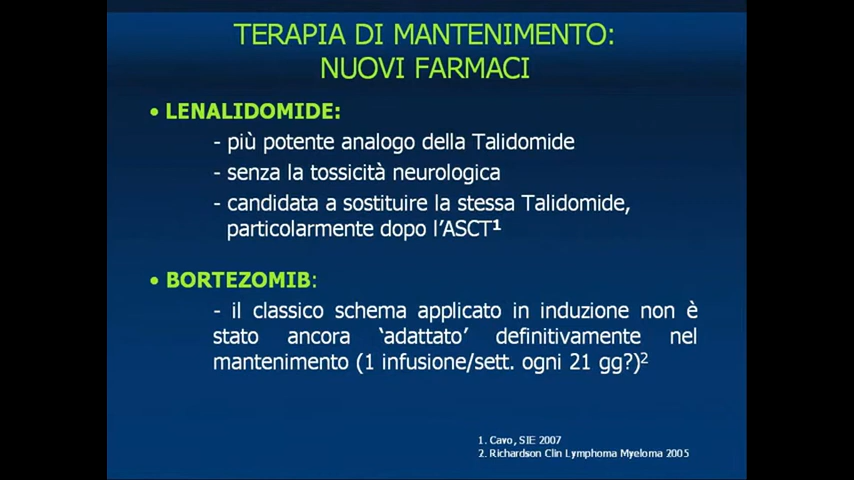 TERAPIA DI MANTENIMENTO:
NUOVI FARMACI
• LENALIDOMIDE:
- più potente analogo della Talidomide
- senza la tossicità neurologica
- candidata a sostituire la stessa Talidomide,
particolarmente dopo l'ASCT¹
• BORTEZOMIB:
- il classico schema applicato in induzione non è
stato ancora 'adattato' definitivamente nel
mantenimento (1 infusione/sett. ogni 21 gg?)²
1. Cavo, SIE 2007
2. Richardson Clin Lymphoma Myeloma 2005